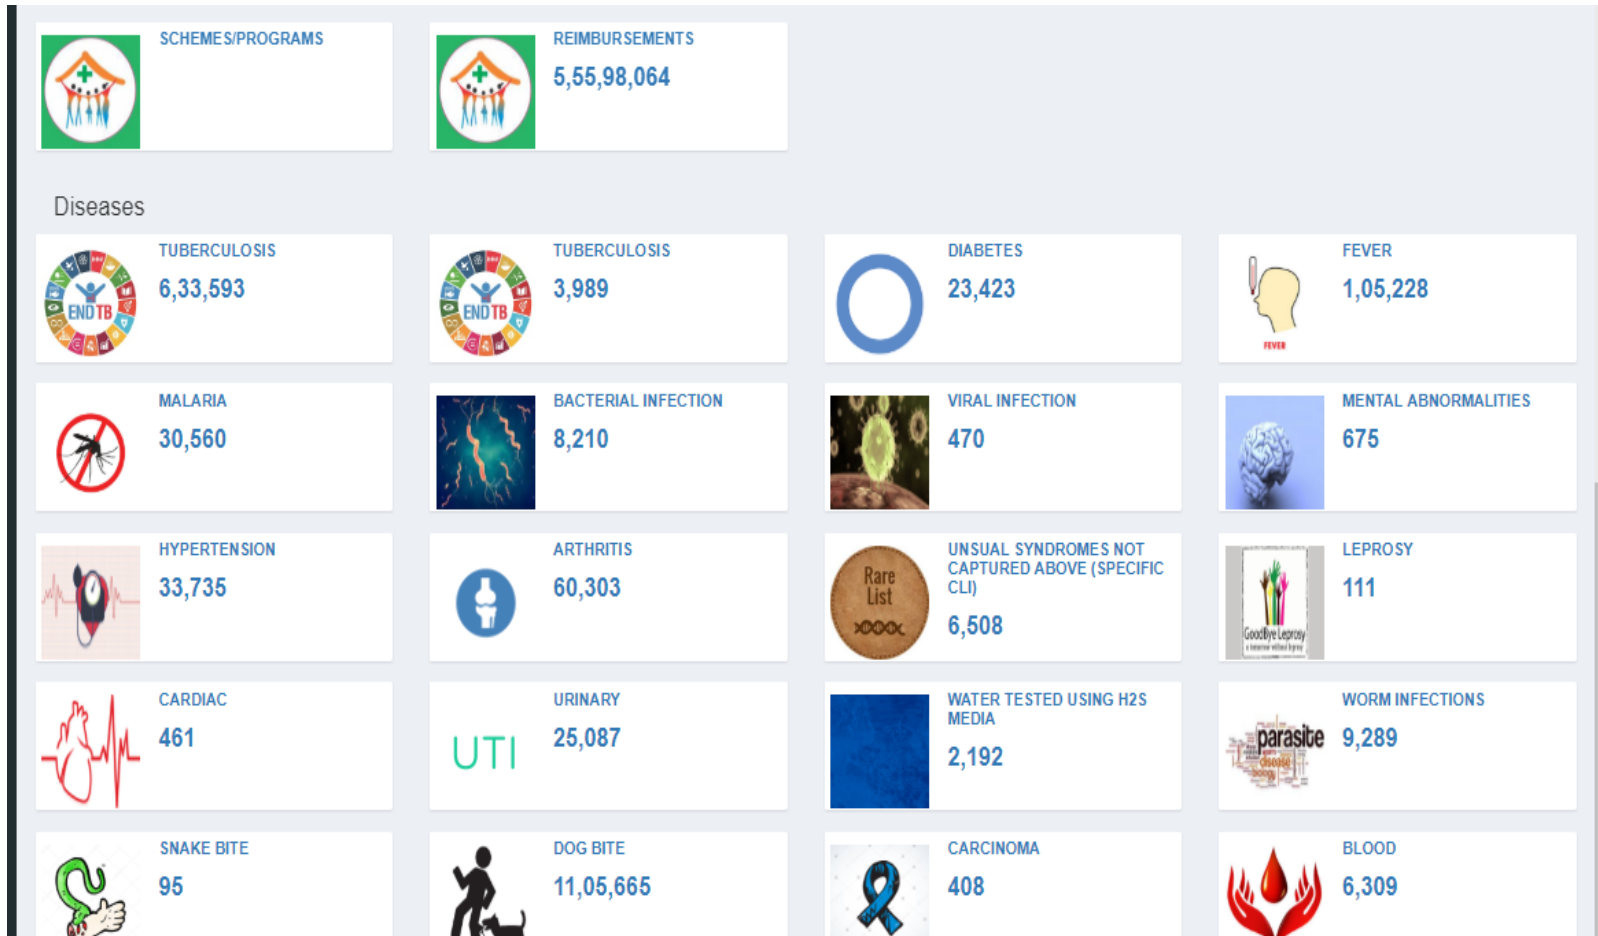 SCHEMES/PROGRAMS
REIMBURSEMENTS
5,55,98,064
Diseases
END TB
TUBERCULOSIS
6,33,593
END TB
TUBERCULOSIS
3,989
DIABETES
23,423
FEVER
FEVER
1,05,228
MALARIA
30,560
BACTERIAL INFECTION
8,210
VIRAL INFECTION
470
MENTAL ABNORMALITIES
675
HYPERTENSION
33,735
ARTHRITIS
60,303
Rare
List
UNSUAL SYNDROMES NOT
CAPTURED ABOVE (SPECIFIC
CLI)
6,508
GoodBye Leprosy
a tomorrow without leprosy
LEPROSY
111
CARDIAC
461
UTI
URINARY
25,087
WATER TESTED USING H2S
MEDIA
2,192
parasite
disease
biology
WORM INFECTIONS
9,289
SNAKE BITE
95
DOG BITE
11,05,665
CARCINOMA
408
BLOOD
6,309